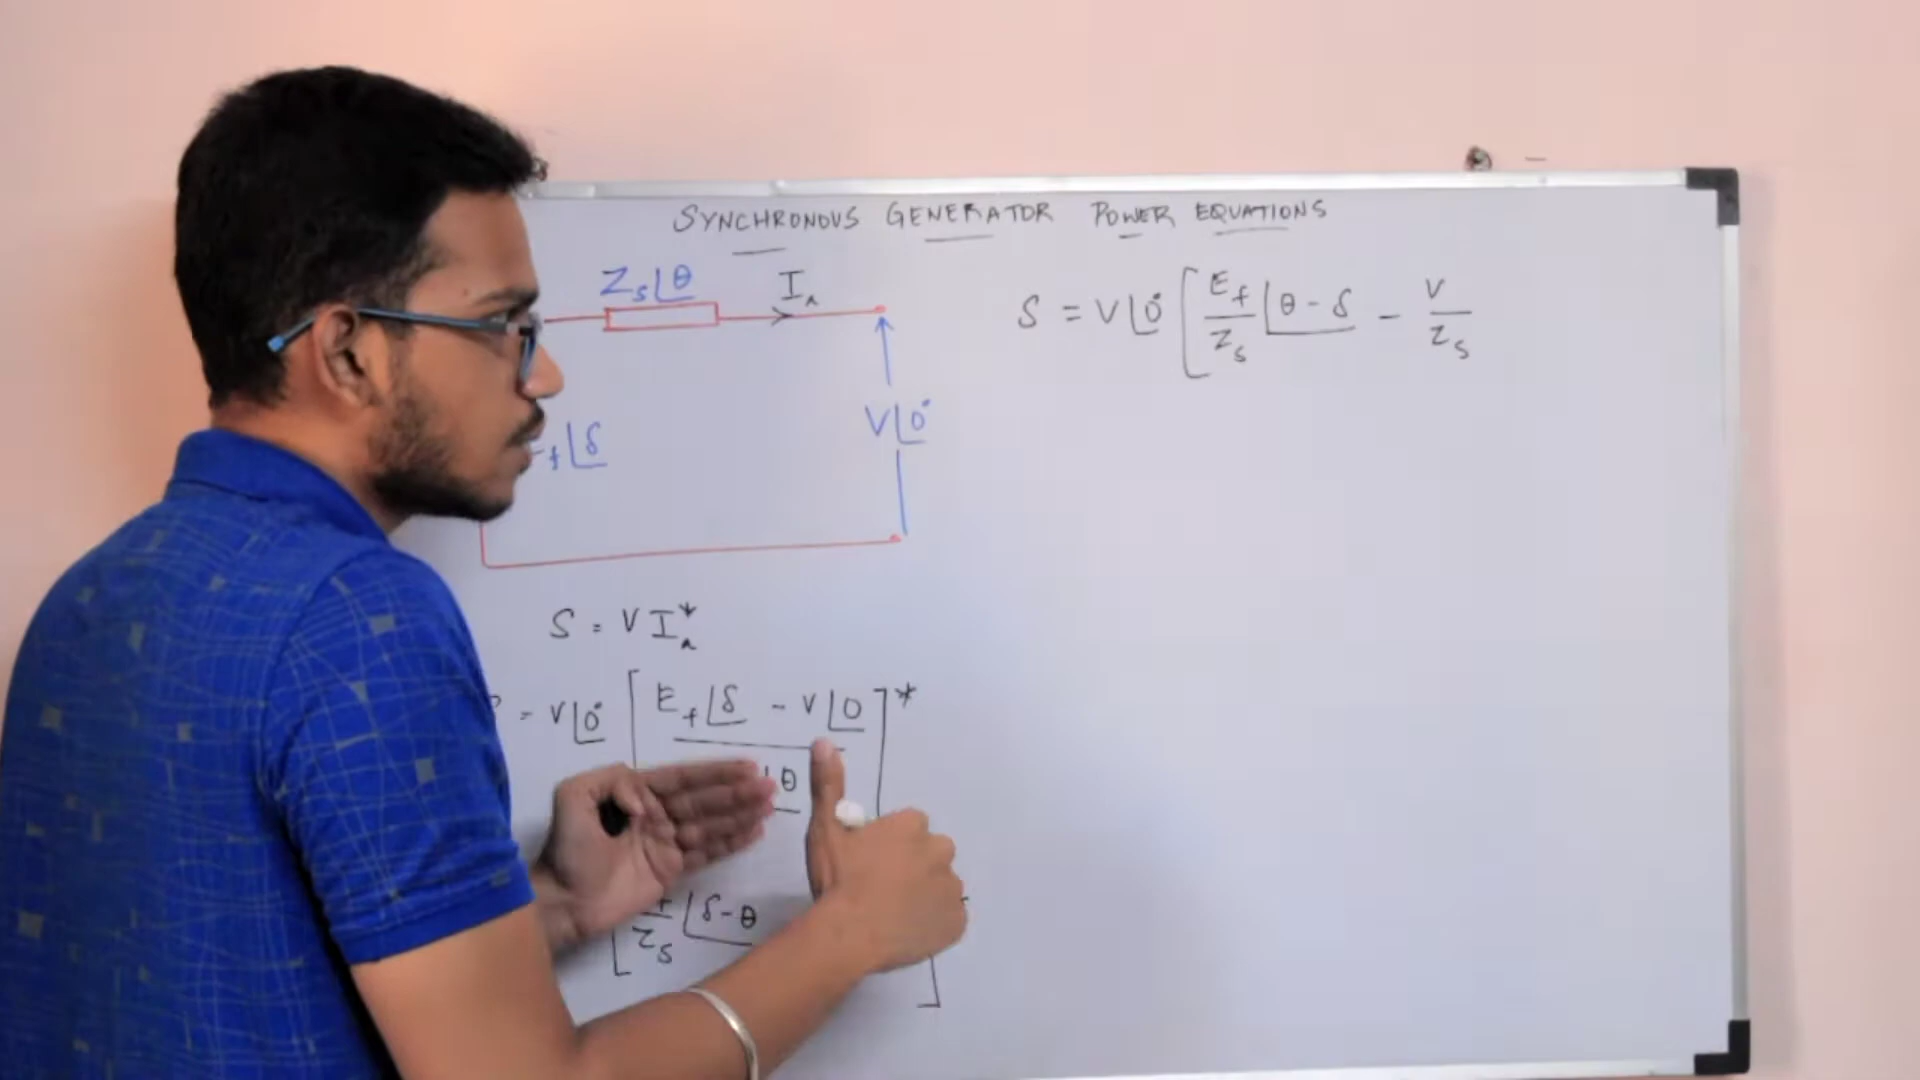 SYNCHRONOUS GENERATOR POWER EQUATIONS
Z_s∠θ I_a
f∠δ V∠0°
S = V I_a^*
= V∠0° [ E_f∠δ - V∠0 ]^*
∠θ
[ Z_s ∠δ-θ ]
S = V∠0° [ E_f/Z_s ∠θ-δ - V/Z_s